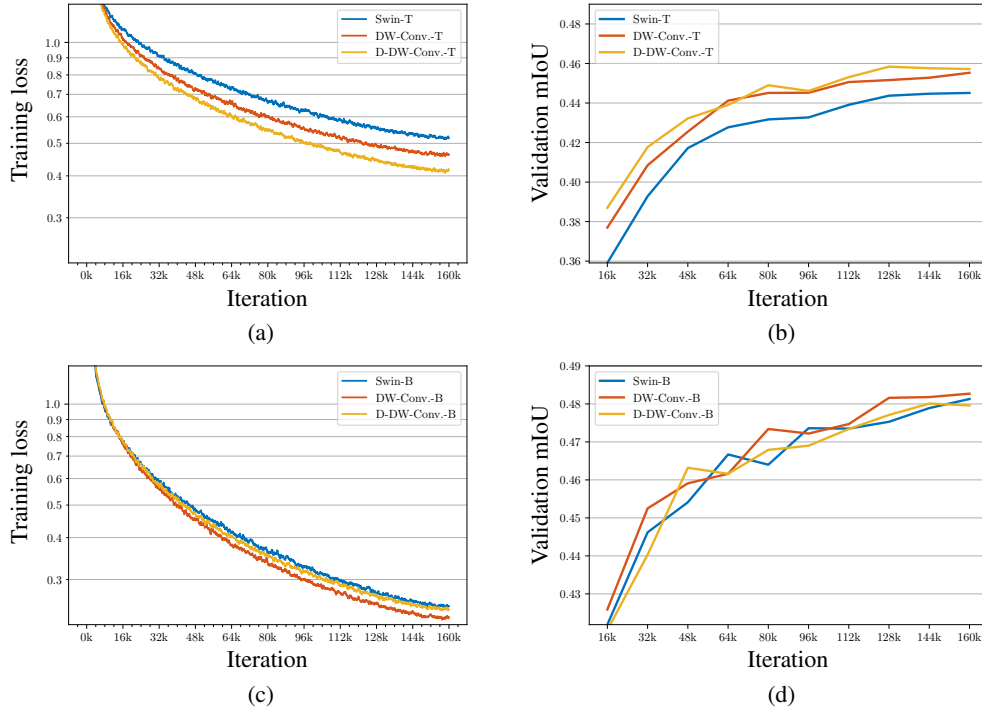 Training loss
1.0
0.9
0.8
0.7
0.6
0.5
0.4
0.3
Swin-T
DW-Conv.-T
D-DW-Conv.-T
0k 16k 32k 48k 64k 80k 96k 112k 128k 144k 160k
Iteration
(a)
Validation mIoU
0.48
0.46
0.44
0.42
0.40
0.38
0.36
Swin-T
DW-Conv.-T
D-DW-Conv.-T
16k 32k 48k 64k 80k 96k 112k 128k 144k 160k
Iteration
(b)
Training loss
1.0
0.9
0.8
0.7
0.6
0.5
0.4
0.3
Swin-B
DW-Conv.-B
D-DW-Conv.-B
0k 16k 32k 48k 64k 80k 96k 112k 128k 144k 160k
Iteration
(c)
Validation mIoU
0.49
0.48
0.47
0.46
0.45
0.44
0.43
Swin-B
DW-Conv.-B
D-DW-Conv.-B
16k 32k 48k 64k 80k 96k 112k 128k 144k 160k
Iteration
(d)